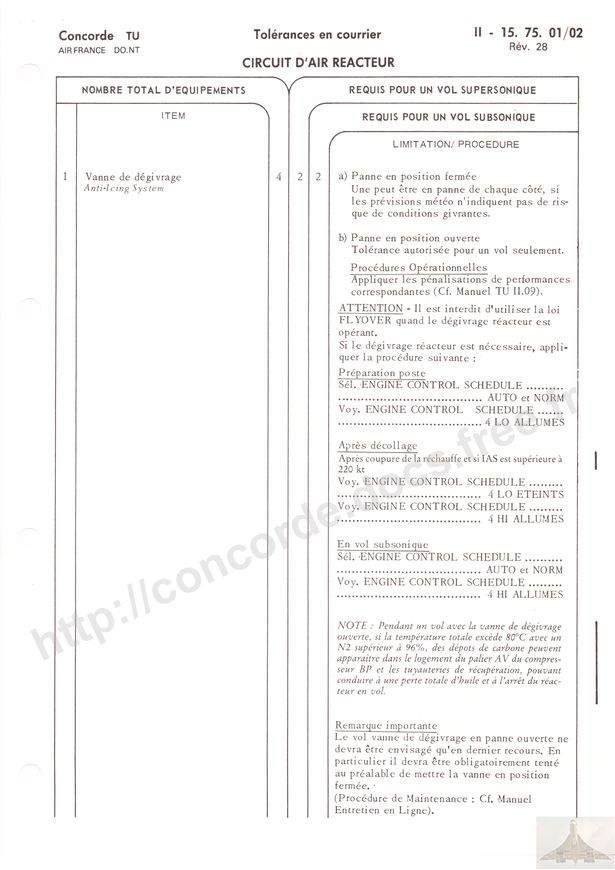 Concorde TU
AIR FRANCE DO.NT
Tolérances en courrier
II - 15. 75. 01/02
Rév. 28
CIRCUIT D'AIR REACTEUR
NOMBRE TOTAL D'EQUIPEMENTS
REQUIS POUR UN VOL SUPERSONIQUE
ITEM
REQUIS POUR UN VOL SUBSONIQUE
LIMITATION/ PROCEDURE
1 Vanne de dégivrage 4 2 2
Anti-Icing System
a) Panne en position fermée
Une peut être en panne de chaque côté, si
les prévisions météo n'indiquent pas de ris-
que de conditions givrantes.
b) Panne en position ouverte
Tolérance autorisée pour un vol seulement.
Procédures Opérationnelles
Appliquer les pénalisations de performances
correspondantes (Cf. Manuel TU II.09).
ATTENTION - Il est interdit d'utiliser la loi
FLYOVER quand le dégivrage réacteur est
opérant.
Si le dégivrage réacteur est nécessaire, appli-
quer la procédure suivante :
Préparation poste
Sél. ENGINE CONTROL SCHEDULE .........
................................... AUTO et NORM
Voy. ENGINE CONTROL SCHEDULE .......
................................... 4 LO ALLUMES
Après décollage
Après coupure de la réchauffe et si IAS est supérieure à
220 kt
Voy. ENGINE CONTROL SCHEDULE .........
................................... 4 LO ETEINTS
Voy. ENGINE CONTROL SCHEDULE .........
................................... 4 HI ALLUMES
En vol subsonique
Sél. ENGINE CONTROL SCHEDULE .........
................................... AUTO et NORM
Voy. ENGINE CONTROL SCHEDULE .........
................................... 4 HI ALLUMES
NOTE : Pendant un vol avec la vanne de dégivrage
ouverte, si la température totale excède 80°C avec un
N2 supérieur à 96%, des dépots de carbone peuvent
apparaitre dans le logement du palier AV du compres-
seur BP et les tuyauteries de récupération, pouvant
conduire à une perte totale d'huile et à l'arrêt du réac-
teur en vol.
Remarque importante
Le vol vanne de dégivrage en panne ouverte ne
devra être envisagé qu'en dernier recours. En
particulier il devra être obligatoirement tenté
au préalable de mettre la vanne en position
fermée.
(Procédure de Maintenance : Cf. Manuel
Entretien en Ligne).
http://concorde.docs.free.fr